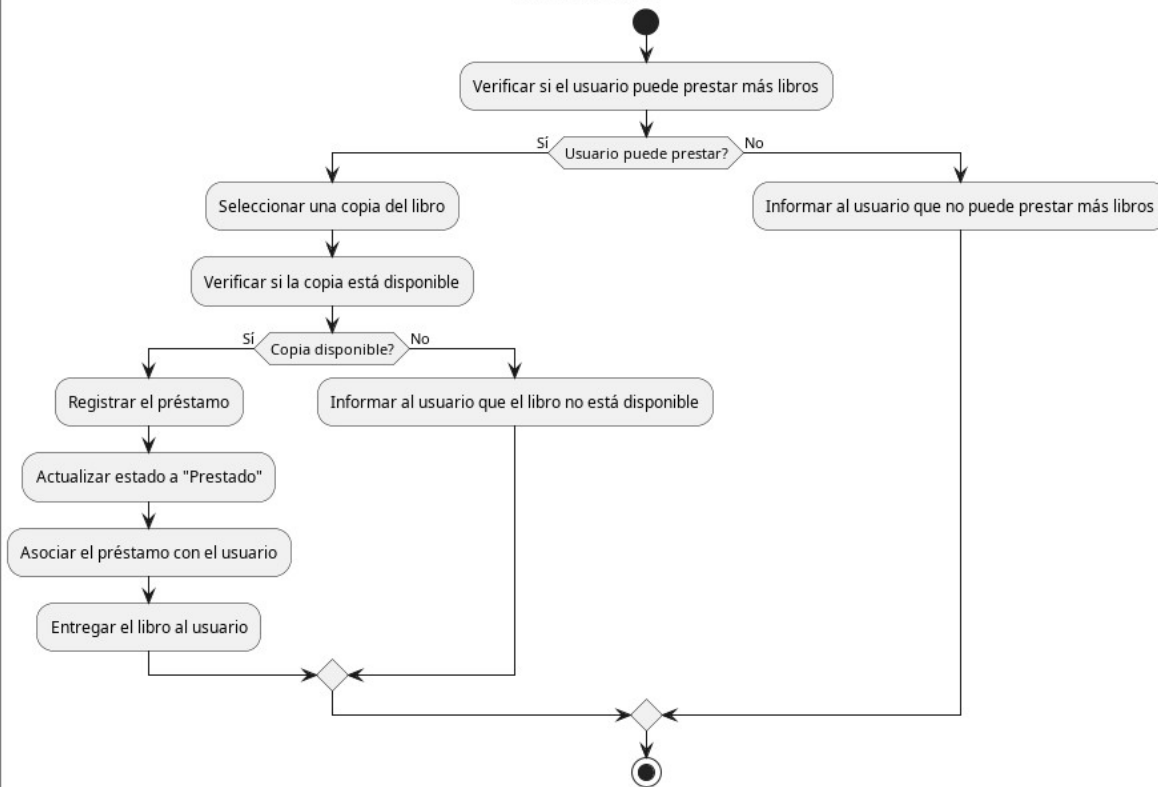 Verificar si el usuario puede prestar más libros
Sí
Usuario puede prestar?
No
Seleccionar una copia del libro
Informar al usuario que no puede prestar más libros
Verificar si la copia está disponible
Sí
Copia disponible?
No
Registrar el préstamo
Informar al usuario que el libro no está disponible
Actualizar estado a "Prestado"
Asociar el préstamo con el usuario
Entregar el libro al usuario